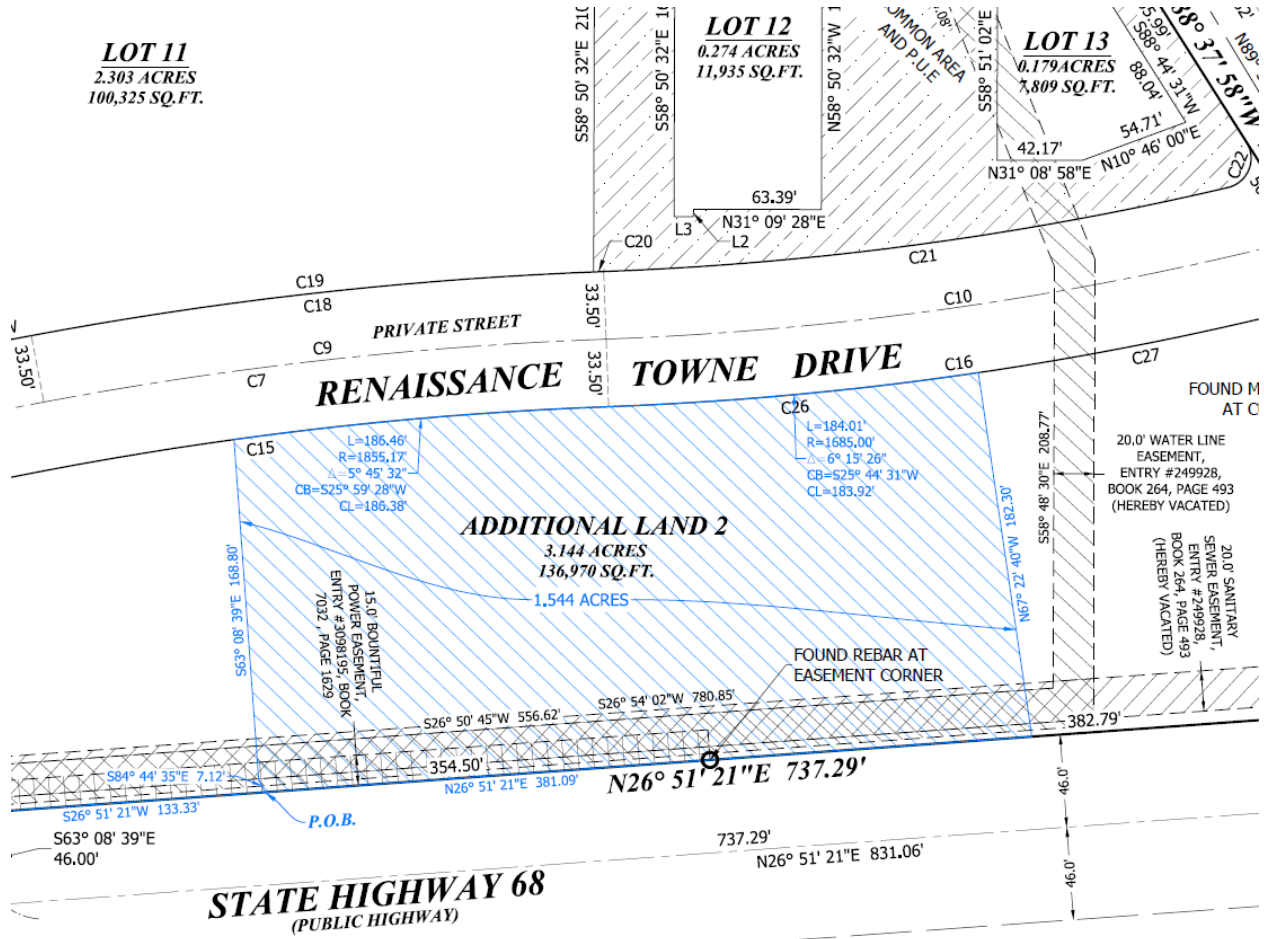 LOT 11
2.303 ACRES
100,325 SQ.FT.
S58° 50' 32"E
LOT 12
0.274 ACRES
11,935 SQ.FT.
S58° 50' 32"E
N58° 50' 32"W
COMMON AREA
AND P.U.E
S58° 51' 02"E
LOT 13
0.179ACRES
7,809 SQ.FT.
S88° 44' 31"W
88.04'
37' 58"W
54.71'
N10° 46' 00"E
42.17'
N31° 08' 58"E
63.39'
N31° 09' 28"E
L3
L2
C22
C20
C21
C19
C18
33.50'
C10
PRIVATE STREET
C9
C7
33.50'
33.50'
RENAISSANCE TOWNE DRIVE
C16
C27
C15
C26
L=186.46'
R=1855.17'
Δ=5° 45' 32"
CB=S25° 59' 28"W
CL=186.38'
L=184.01'
R=1685.00'
Δ=6° 15' 26"
CB=S25° 44' 31"W
CL=183.92'
FOUND
AT
20.0' WATER LINE
EASEMENT,
ENTRY #249928,
BOOK 264, PAGE 493
(HEREBY VACATED)
S58° 48' 30"E 208.77'
N67° 22' 40"W 182.30'
ADDITIONAL LAND 2
3.144 ACRES
136,970 SQ.FT.
1.544 ACRES
S63° 08' 39"E 168.80'
15.0' BOUNTIFUL
POWER EASEMENT,
ENTRY #3098195, BOOK
7032 , PAGE 1629
20.0' SANITARY
SEWER EASEMENT,
ENTRY #249928,
BOOK 264, PAGE 493
(HEREBY VACATED)
FOUND REBAR AT
EASEMENT CORNER
S26° 50' 45"W 556.62'
S26° 54' 02"W 780.85'
382.79'
354.50'
S84° 44' 35"E 7.12'
N26° 51' 21"E 381.09'
N26° 51' 21"E 737.29'
S26° 51' 21"W 133.33'
P.O.B.
S63° 08' 39"E
46.00'
46.0'
737.29'
N26° 51' 21"E 831.06'
46.0'
STATE HIGHWAY 68
(PUBLIC HIGHWAY)